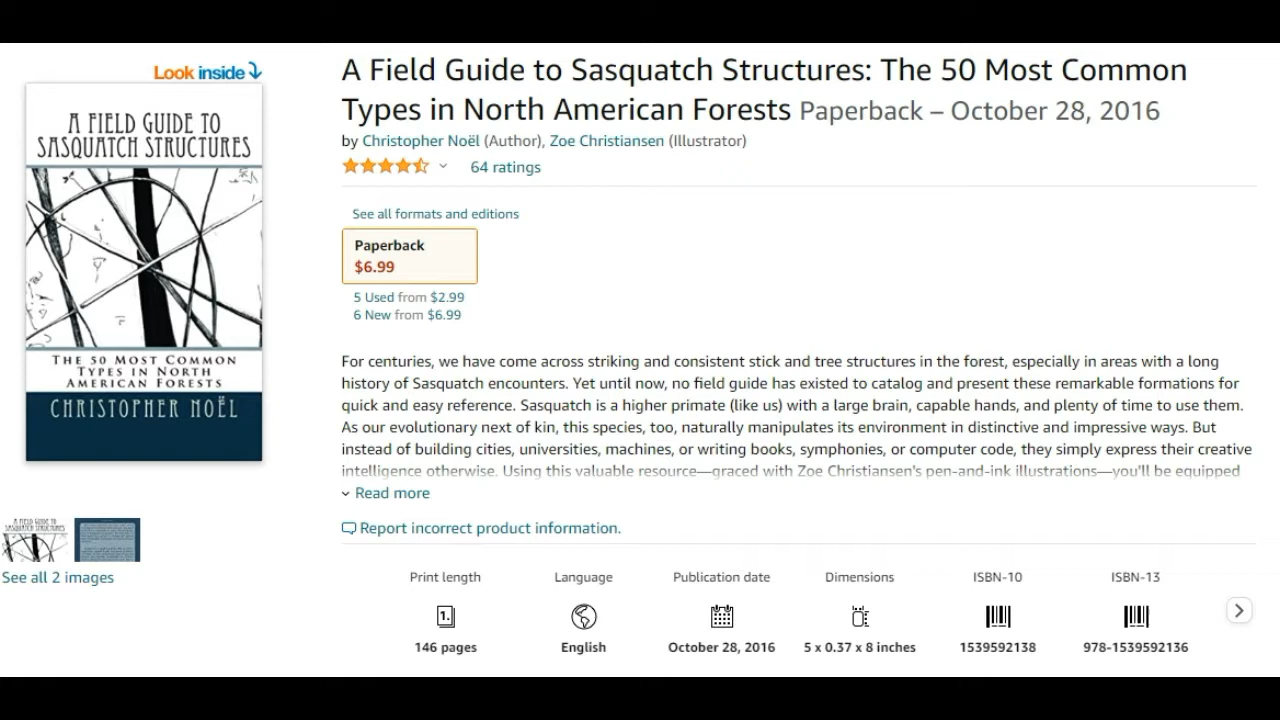 Look inside
A FIELD GUIDE TO
SASQUATCH STRUCTURES
THE 50 MOST COMMON
TYPES IN NORTH
AMERICAN FORESTS
CHRISTOPHER NOËL
A FIELD GUIDE TO
SASQUATCH STRUCTURES
See all 2 images
A Field Guide to Sasquatch Structures: The 50 Most Common
Types in North American Forests Paperback – October 28, 2016
by Christopher Noël (Author), Zoe Christiansen (Illustrator)
64 ratings
See all formats and editions
Paperback
$6.99
5 Used from $2.99
6 New from $6.99
For centuries, we have come across striking and consistent stick and tree structures in the forest, especially in areas with a long
history of Sasquatch encounters. Yet until now, no field guide has existed to catalog and present these remarkable formations for
quick and easy reference. Sasquatch is a higher primate (like us) with a large brain, capable hands, and plenty of time to use them.
As our evolutionary next of kin, this species, too, naturally manipulates its environment in distinctive and impressive ways. But
instead of building cities, universities, machines, or writing books, symphonies, or computer code, they simply express their creative
intelligence otherwise. Using this valuable resource—graced with Zoe Christiansen's pen-and-ink illustrations—you'll be equipped
Read more
Report incorrect product information.
Print length
Language
Publication date
Dimensions
ISBN-10
ISBN-13
1.
146 pages
English
October 28, 2016
5 x 0.37 x 8 inches
1539592138
978-1539592136